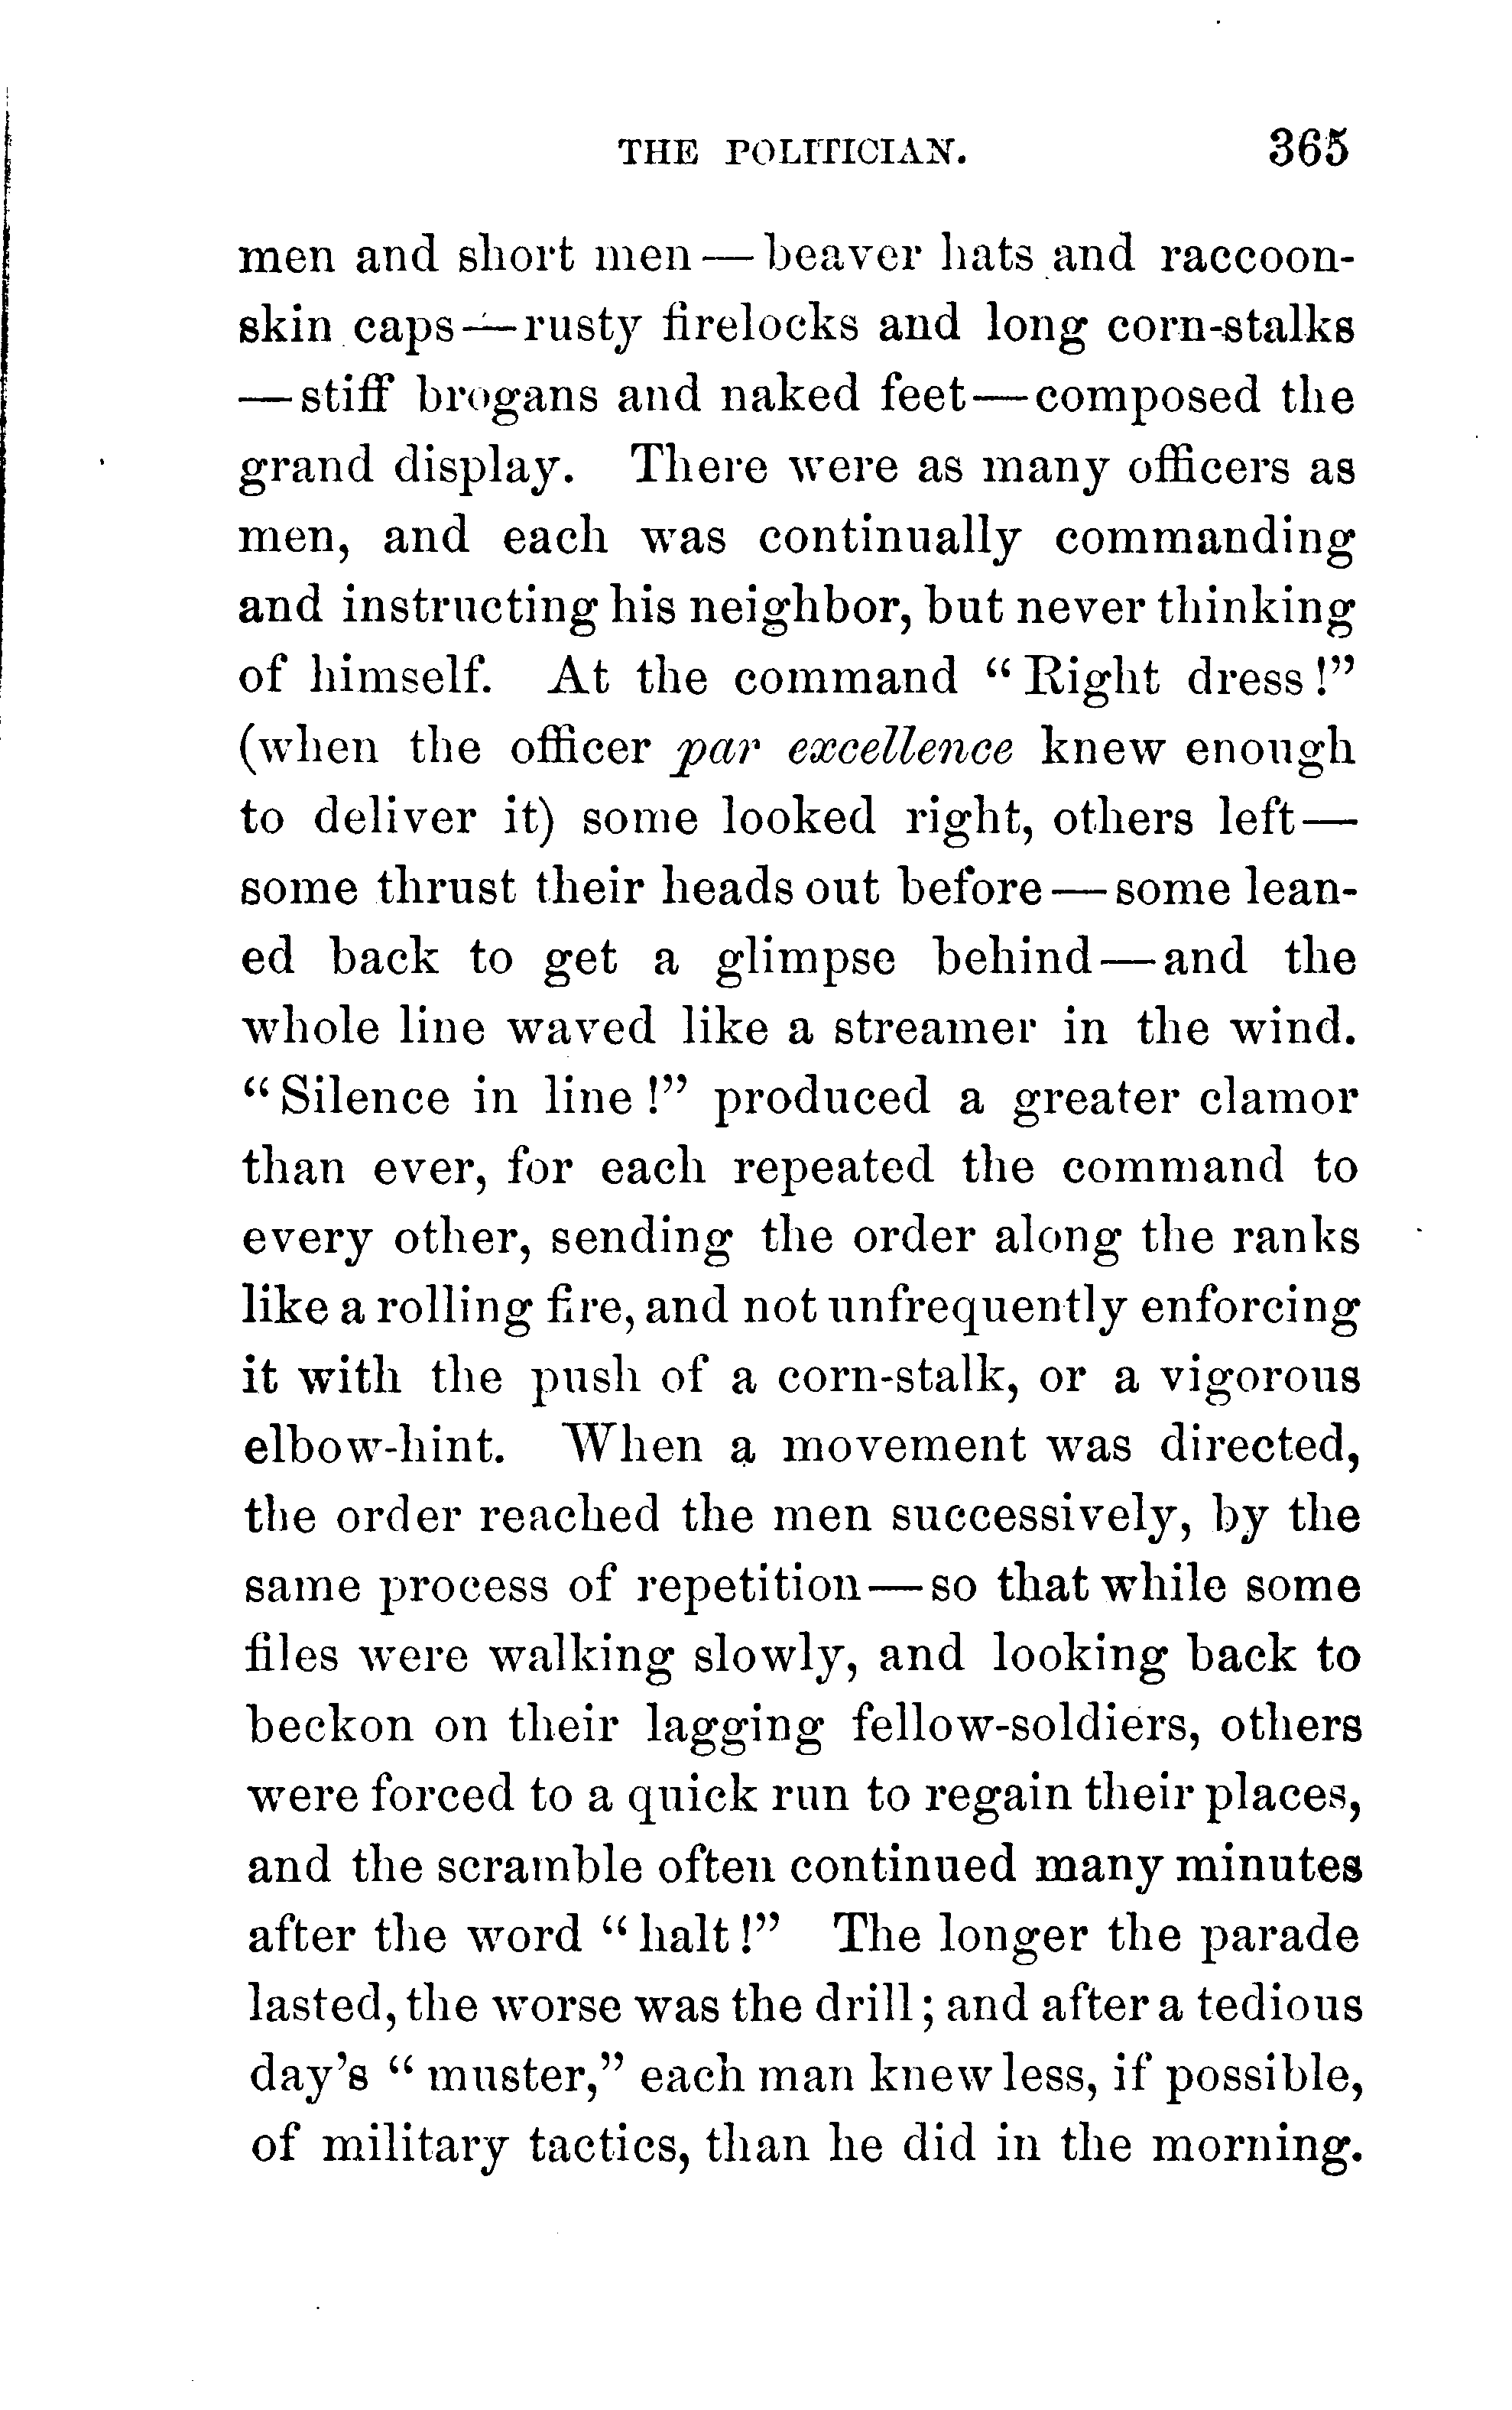 THE POLITICIAN. 365
men and short men — beaver hats and raccoon-
skin caps — rusty firelocks and long corn-stalks
— stiff brogans and naked feet — composed the
grand display. There were as many officers as
men, and each was continually commanding
and instructing his neighbor, but never thinking
of himself. At the command "Right dress!"
(when the officer par excellence knew enough
to deliver it) some looked right, others left —
some thrust their heads out before — some lean-
ed back to get a glimpse behind — and the
whole line waved like a streamer in the wind.
"Silence in line!" produced a greater clamor
than ever, for each repeated the command to
every other, sending the order along the ranks
like a rolling fire, and not unfrequently enforcing
it with the push of a corn-stalk, or a vigorous
elbow-hint. When a movement was directed,
the order reached the men successively, by the
same process of repetition — so that while some
files were walking slowly, and looking back to
beckon on their lagging fellow-soldiers, others
were forced to a quick run to regain their places,
and the scramble often continued many minutes
after the word "halt!" The longer the parade
lasted, the worse was the drill; and after a tedious
day's "muster," each man knew less, if possible,
of military tactics, than he did in the morning.